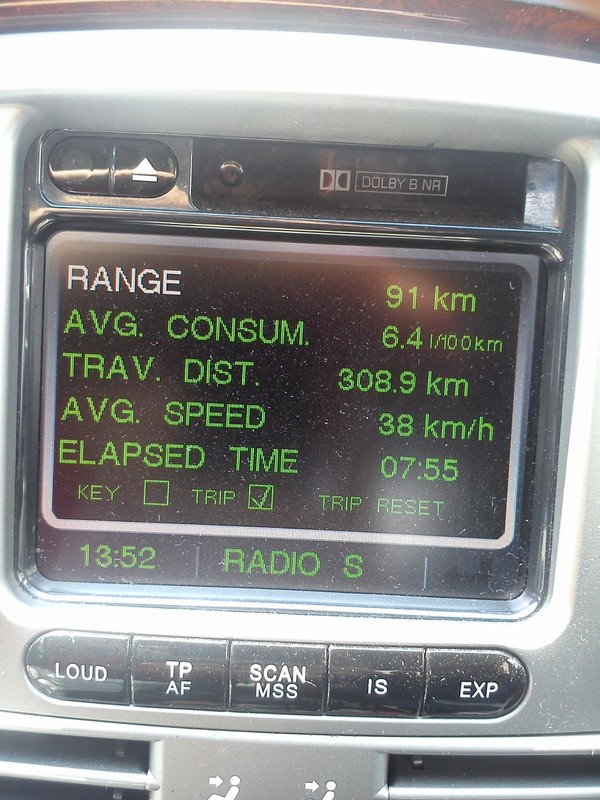 DOLBY B NR
RANGE 91 km
AVG. CONSUM. 6.4 l/100km
TRAV. DIST. 308.9 km
AVG. SPEED 38 km/h
ELAPSED TIME 07:55
KEY TRIP TRIP RESET
13:52 RADIO S
LOUD TP AF SCAN MSS IS EXP